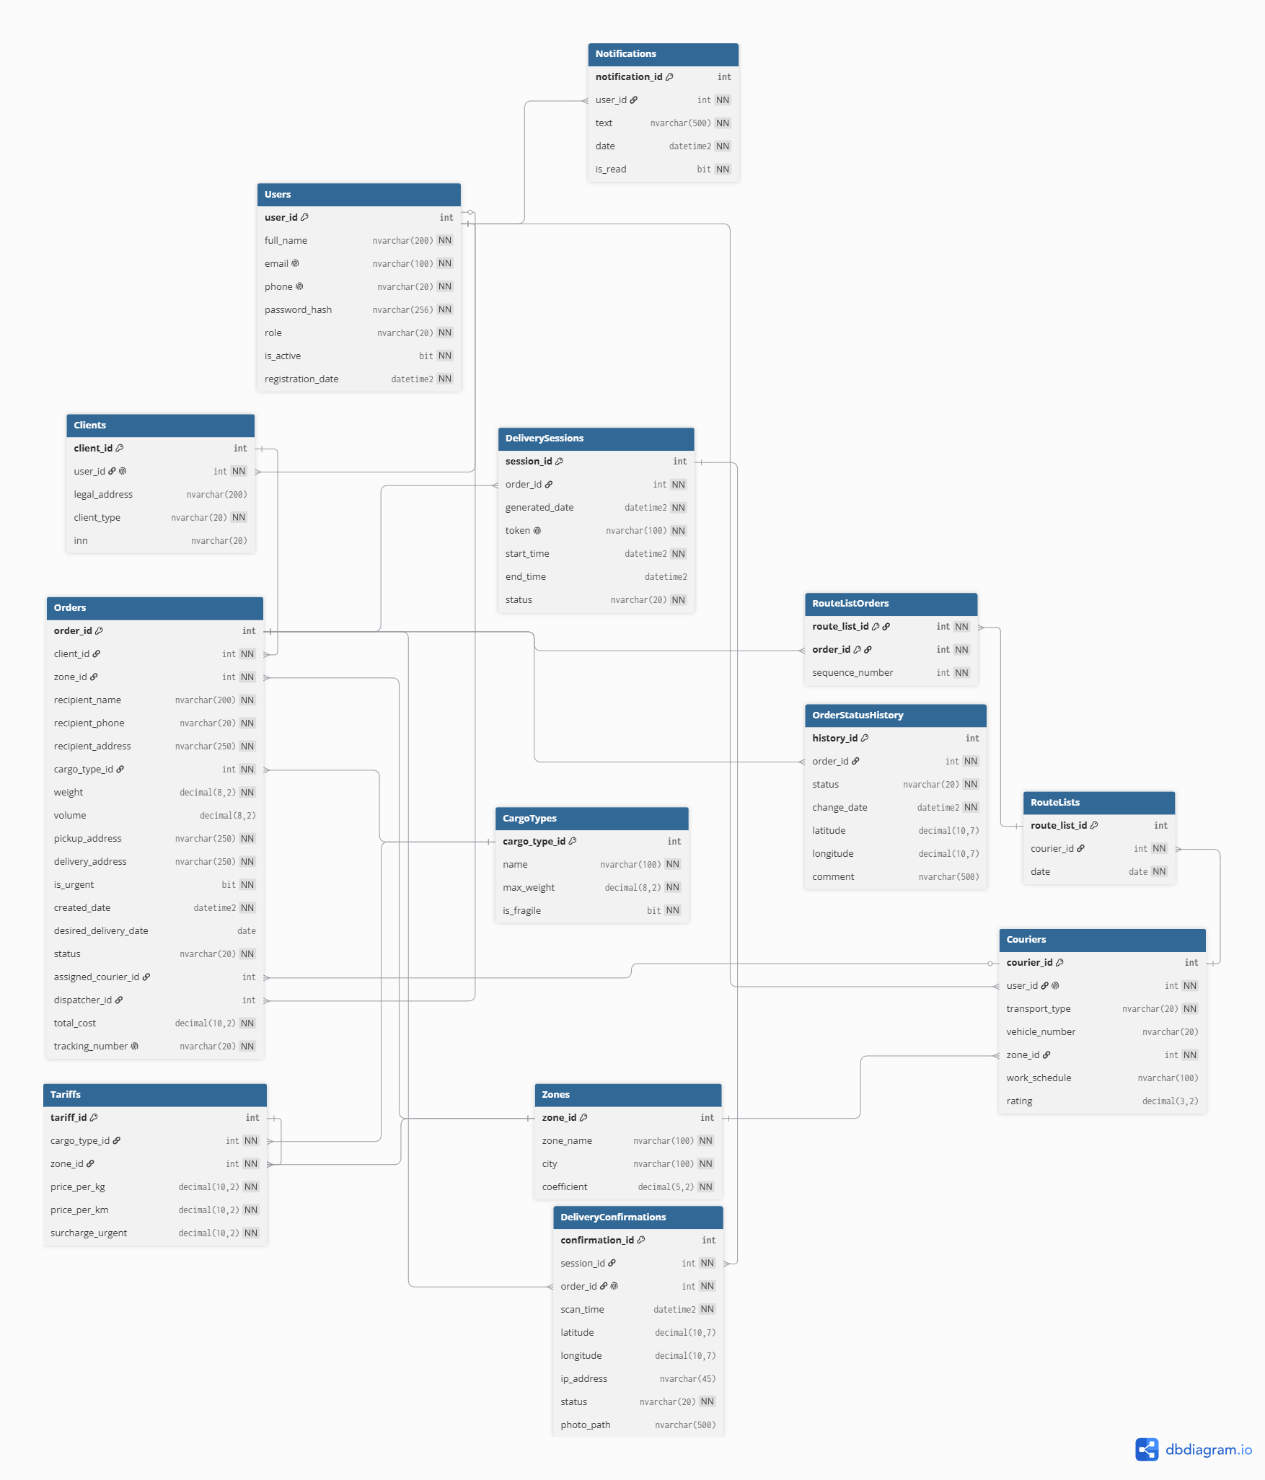 Notifications
notification_id int
user_id int NN
text nvarchar(500) NN
date datetime2 NN
is_read bit NN
Users
user_id int
full_name nvarchar(200) NN
email nvarchar(100) NN
phone nvarchar(20) NN
password_hash nvarchar(256) NN
role nvarchar(20) NN
is_active bit NN
registration_date datetime2 NN
Clients
client_id int
user_id int NN
legal_address nvarchar(200)
client_type nvarchar(20) NN
inn nvarchar(20)
DeliverySessions
session_id int
order_id int NN
generated_date datetime2 NN
token nvarchar(100) NN
start_time datetime2 NN
end_time datetime2
status nvarchar(20) NN
Orders
order_id int
client_id int NN
zone_id int NN
recipient_name nvarchar(200) NN
recipient_phone nvarchar(20) NN
recipient_address nvarchar(250) NN
cargo_type_id int NN
weight decimal(8,2) NN
volume decimal(8,2)
pickup_address nvarchar(250) NN
delivery_address nvarchar(250) NN
is_urgent bit NN
created_date datetime2 NN
desired_delivery_date date
status nvarchar(20) NN
assigned_courier_id int
dispatcher_id int
total_cost decimal(10,2) NN
tracking_number nvarchar(20) NN
RouteListOrders
route_list_id int NN
order_id int NN
sequence_number int NN
OrderStatusHistory
history_id int
order_id int NN
status nvarchar(20) NN
change_date datetime2 NN
latitude decimal(10,7)
longitude decimal(10,7)
comment nvarchar(500)
RouteLists
route_list_id int
courier_id int NN
date date NN
CargoTypes
cargo_type_id int
name nvarchar(100) NN
max_weight decimal(8,2) NN
is_fragile bit NN
Couriers
courier_id int
user_id int NN
transport_type nvarchar(20) NN
vehicle_number nvarchar(20)
zone_id int NN
work_schedule nvarchar(100)
rating decimal(3,2)
Tariffs
tariff_id int
cargo_type_id int NN
zone_id int NN
price_per_kg decimal(10,2) NN
price_per_km decimal(10,2) NN
surcharge_urgent decimal(10,2) NN
Zones
zone_id int
zone_name nvarchar(100) NN
city nvarchar(100) NN
coefficient decimal(5,2) NN
DeliveryConfirmations
confirmation_id int
session_id int NN
order_id int NN
scan_time datetime2 NN
latitude decimal(10,7)
longitude decimal(10,7)
ip_address nvarchar(45)
status nvarchar(20) NN
photo_path nvarchar(500)
dbdiagram.io